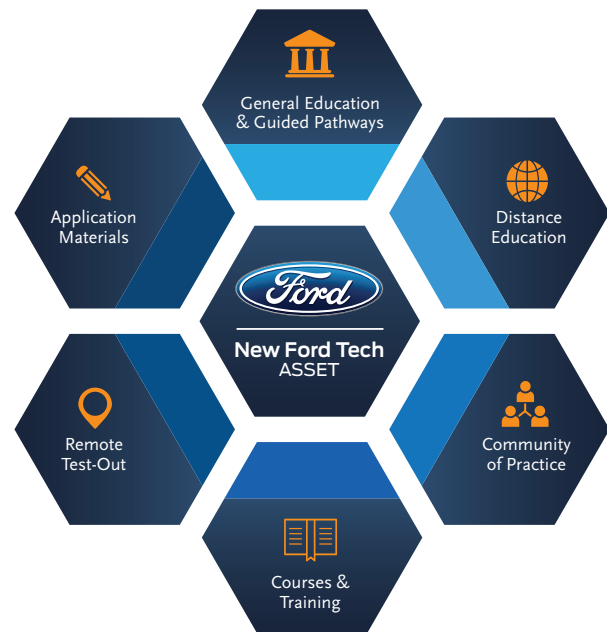 General Education
& Guided Pathways
Application
Materials
Distance
Education
Ford
New Ford Tech
ASSET
Remote
Test-Out
Community
of Practice
Courses &
Training